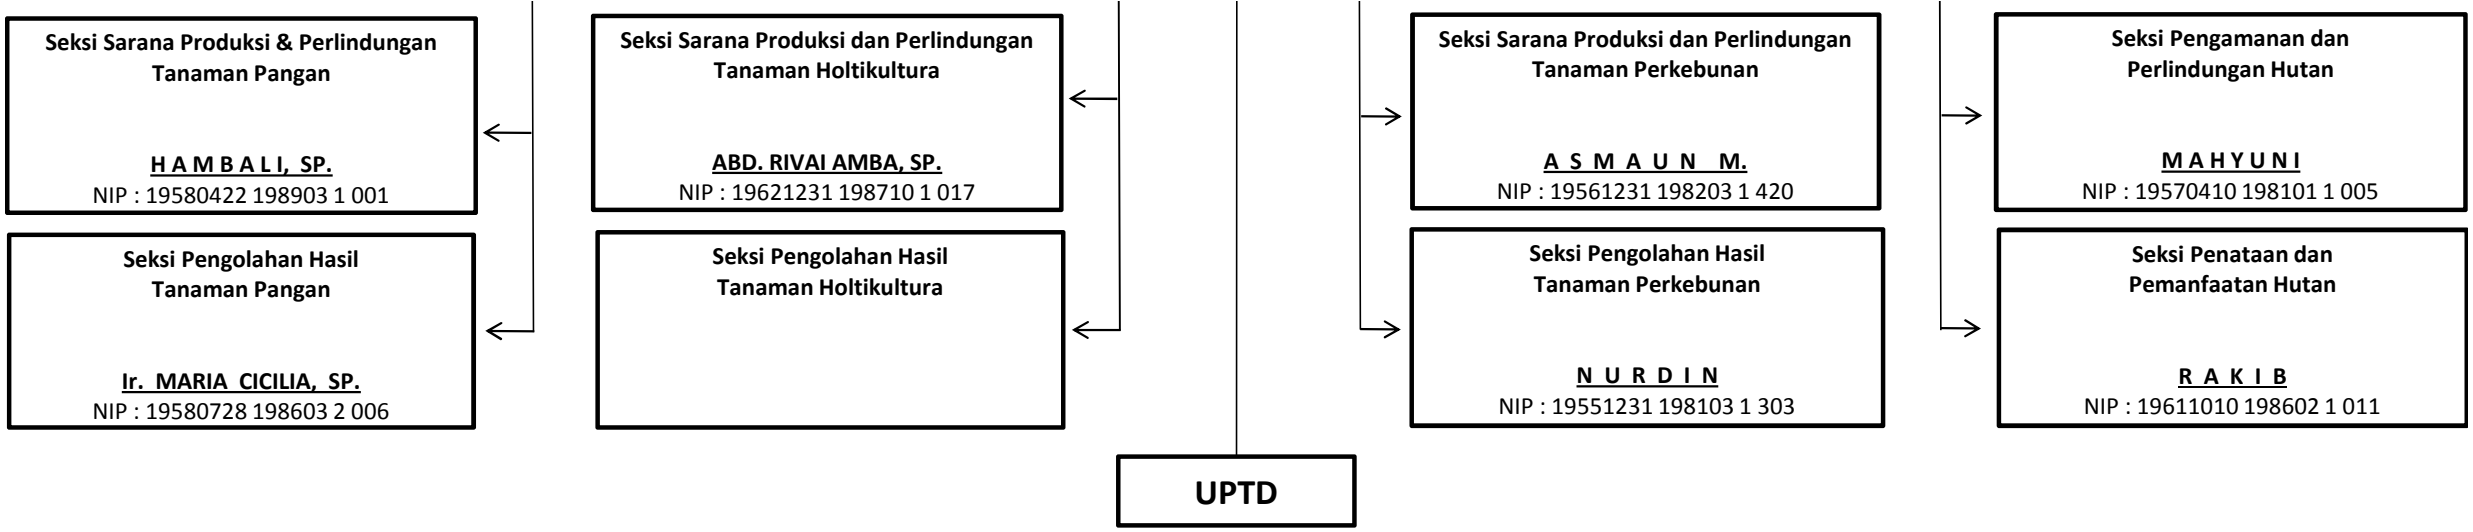 Seksi Sarana Produksi & Perlindungan
Tanaman Pangan
H A M B A L I,  SP.
NIP : 19580422 198903 1 001
Seksi Sarana Produksi dan Perlindungan
Tanaman Holtikultura
ABD. RIVAI AMBA, SP.
NIP : 19621231 198710 1 017
Seksi Sarana Produksi dan Perlindungan
Tanaman Perkebunan
A S M A U N  M.
NIP : 19561231 198203 1 420
Seksi Pengamanan dan
Perlindungan Hutan
M A H Y U N I
NIP : 19570410 198101 1 005
Seksi Pengolahan Hasil
Tanaman Pangan
Ir.  MARIA  CICILIA,  SP.
NIP : 19580728 198603 2 006
Seksi Pengolahan Hasil
Tanaman Holtikultura
Seksi Pengolahan Hasil
Tanaman Perkebunan
N U R D I N
NIP : 19551231 198103 1 303
Seksi Penataan dan
Pemanfaatan Hutan
R A K I B
NIP : 19611010 198602 1 011
UPTD